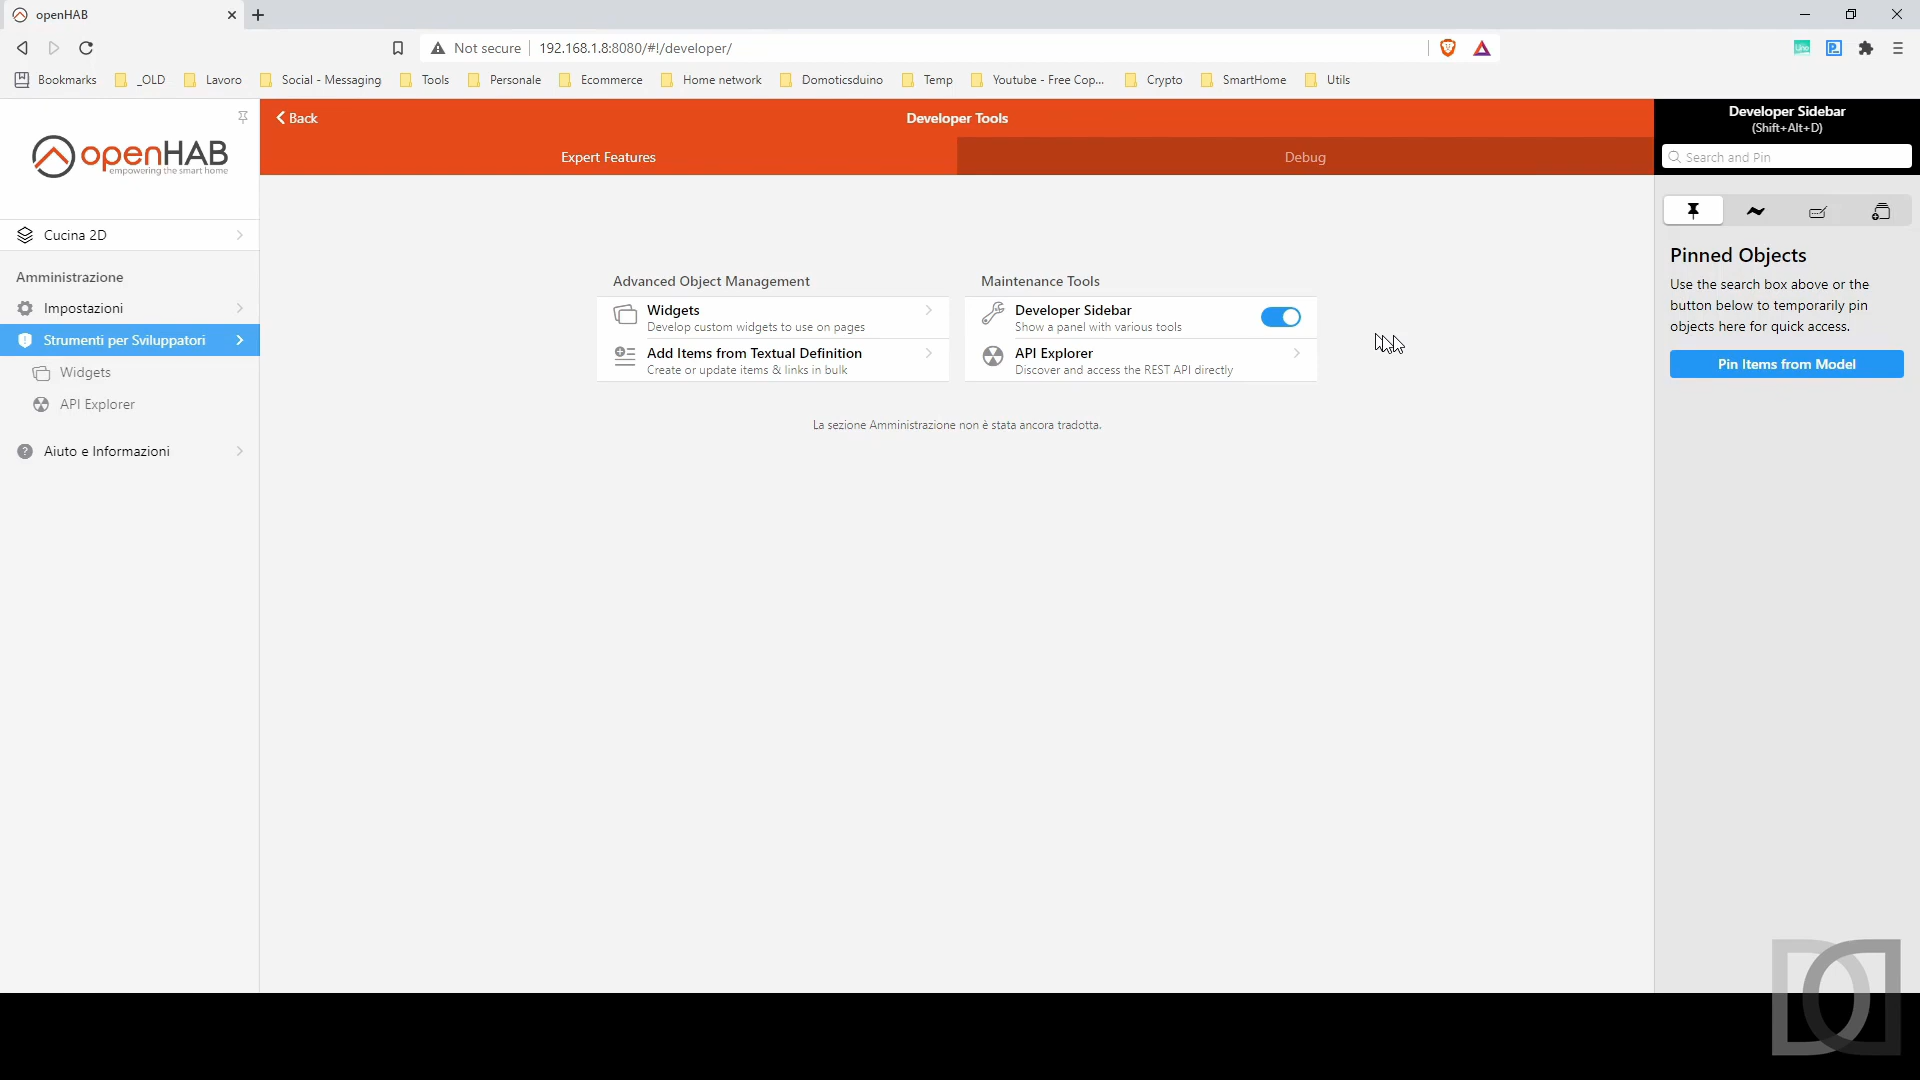 openHAB
Not secure
192.168.1.8:8080/#!/developer/
Bookmarks
_OLD
Lavoro
Social - Messaging
Tools
Personale
Ecommerce
Home network
Domoticsduino
Temp
Youtube - Free Cop...
Crypto
SmartHome
Utils
openHAB
empowering the smart home
Cucina 2D
Amministrazione
Impostazioni
Strumenti per Sviluppatori
Widgets
API Explorer
Aiuto e Informazioni
Back
Developer Tools
Expert Features
Debug
Advanced Object Management
Widgets
Develop custom widgets to use on pages
Add Items from Textual Definition
Create or update items & links in bulk
Maintenance Tools
Developer Sidebar
Show a panel with various tools
API Explorer
Discover and access the REST API directly
La sezione Amministrazione non è stata ancora tradotta.
Developer Sidebar
(Shift+Alt+D)
Search and Pin
Pinned Objects
Use the search box above or the
button below to temporarily pin
objects here for quick access.
Pin Items from Model